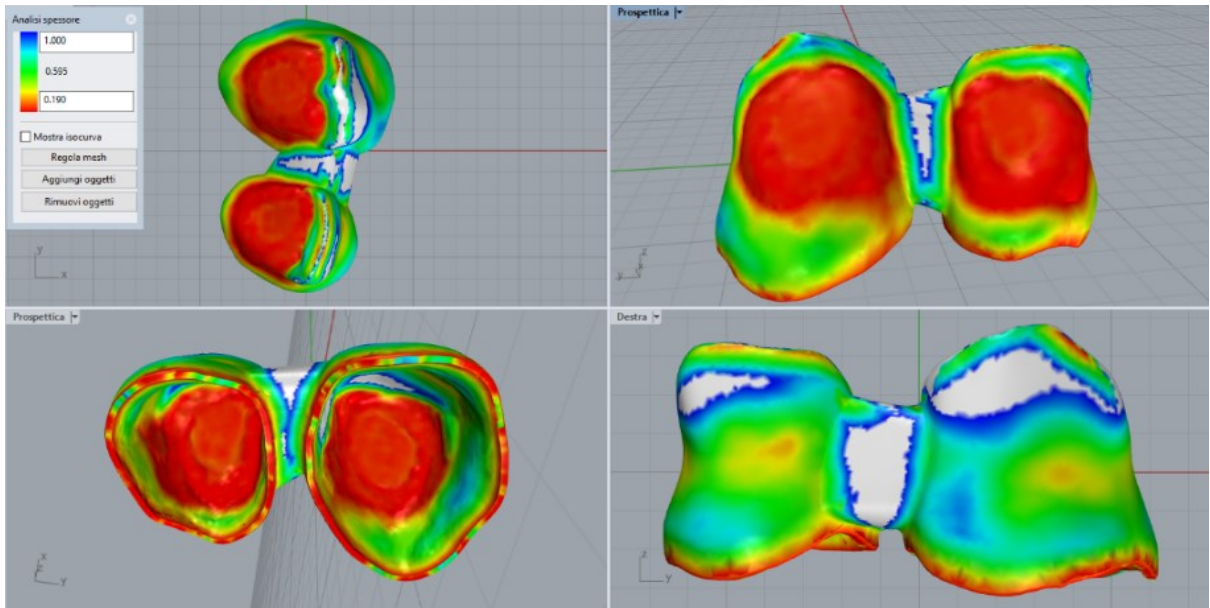 Analisi spessore
1.000
0.595
0.190
Mostra isocurva
Regola mesh
Aggiungi oggetti
Rimuovi oggetti
y
x
Prospettica
z
y
Prospettica
x
z
y
Destra
z
y